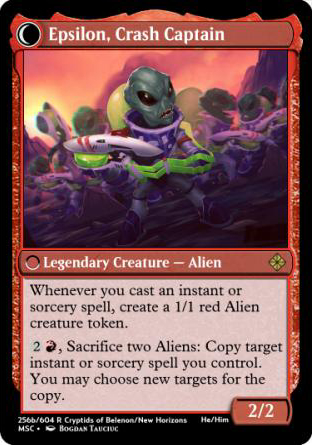 Epsilon, Crash Captain
Legendary Creature — Alien
Whenever you cast an instant or
sorcery spell, create a 1/1 red Alien
creature token.
2 R, Sacrifice two Aliens: Copy target
instant or sorcery spell you control.
You may choose new targets for the
copy.
2/2
256b/604 R Cryptids of Belenon/New Horizons He/Him
MSC • Bogdan Tauciuc